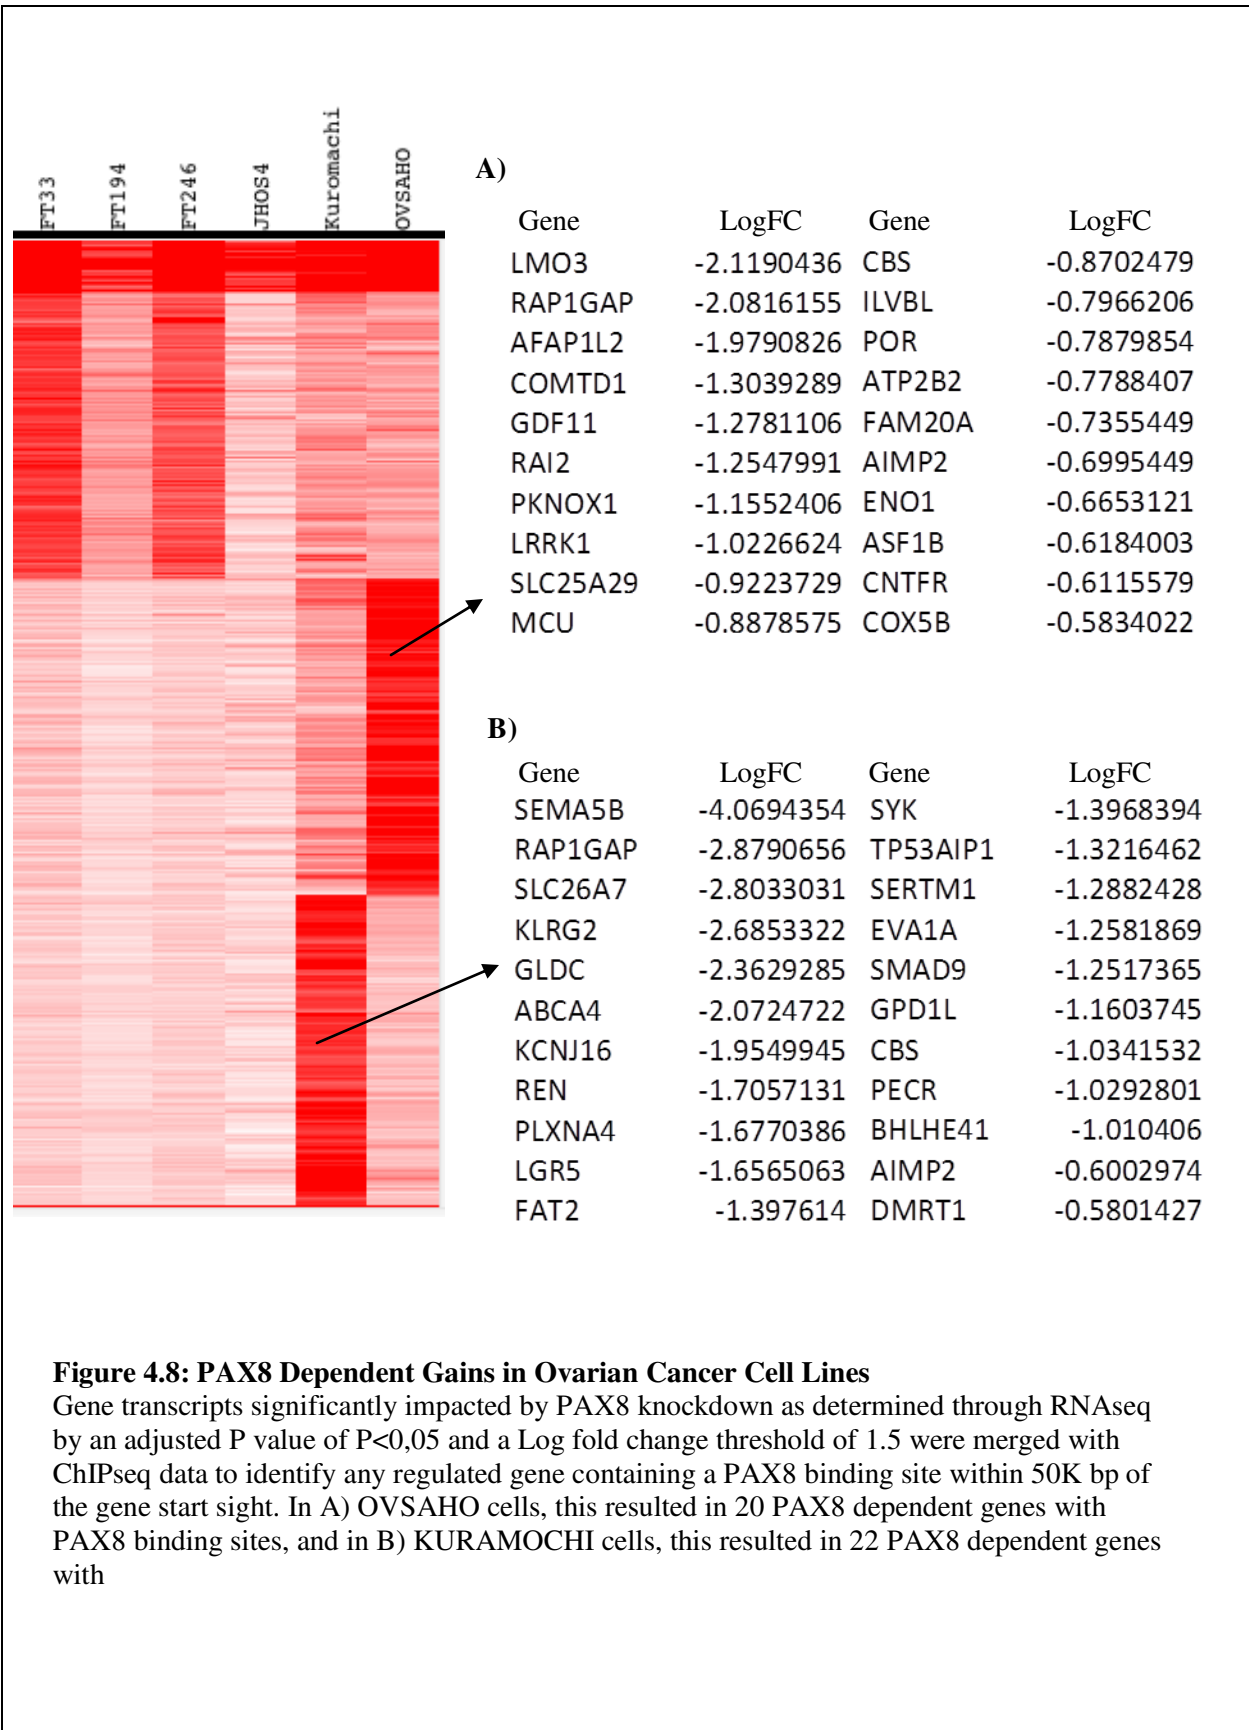 FT33 FT194 FT246 JHOS4 Kuromachi OVSAHO
A)
Gene LogFC Gene LogFC
LMO3 -2.1190436 CBS -0.8702479
RAP1GAP -2.0816155 ILVBL -0.7966206
AFAP1L2 -1.9790826 POR -0.7879854
COMTD1 -1.3039289 ATP2B2 -0.7788407
GDF11 -1.2781106 FAM20A -0.7355449
RAI2 -1.2547991 AIMP2 -0.6995449
PKNOX1 -1.1552406 ENO1 -0.6653121
LRRK1 -1.0226624 ASF1B -0.6184003
SLC25A29 -0.9223729 CNTFR -0.6115579
MCU -0.8878575 COX5B -0.5834022
B)
Gene LogFC Gene LogFC
SEMA5B -4.0694354 SYK -1.3968394
RAP1GAP -2.8790656 TP53AIP1 -1.3216462
SLC26A7 -2.8033031 SERTM1 -1.2882428
KLRG2 -2.6853322 EVA1A -1.2581869
GLDC -2.3629285 SMAD9 -1.2517365
ABCA4 -2.0724722 GPD1L -1.1603745
KCNJ16 -1.9549945 CBS -1.0341532
REN -1.7057131 PECR -1.0292801
PLXNA4 -1.6770386 BHLHE41 -1.010406
LGR5 -1.6565063 AIMP2 -0.6002974
FAT2 -1.397614 DMRT1 -0.5801427
Figure 4.8: PAX8 Dependent Gains in Ovarian Cancer Cell Lines
Gene transcripts significantly impacted by PAX8 knockdown as determined through RNAseq
by an adjusted P value of P<0,05 and a Log fold change threshold of 1.5 were merged with
ChIPseq data to identify any regulated gene containing a PAX8 binding site within 50K bp of
the gene start sight. In A) OVSAHO cells, this resulted in 20 PAX8 dependent genes with
PAX8 binding sites, and in B) KURAMOCHI cells, this resulted in 22 PAX8 dependent genes
with